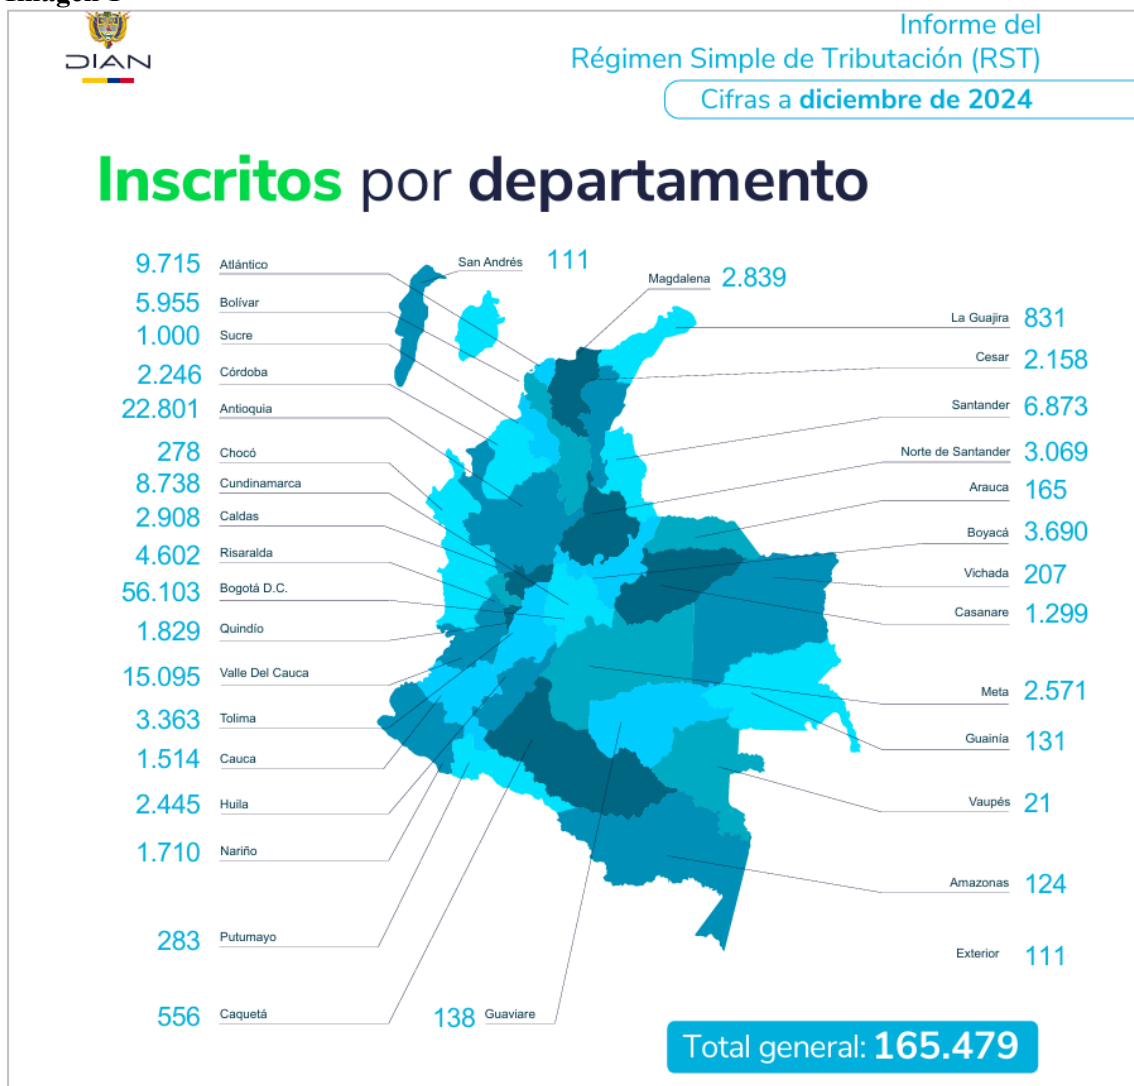 DIAN
Informe del
Régimen Simple de Tributación (RST)
Cifras a diciembre de 2024
Inscritos por departamento
9.715 Atlántico
5.955 Bolívar
1.000 Sucre
2.246 Córdoba
22.801 Antioquia
278 Chocó
8.738 Cundinamarca
2.908 Caldas
4.602 Risaralda
56.103 Bogotá D.C.
1.829 Quindío
15.095 Valle Del Cauca
3.363 Tolima
1.514 Cauca
2.445 Huila
1.710 Nariño
283 Putumayo
556 Caquetá
138 Guaviare
San Andrés 111
Magdalena 2.839
La Guajira 831
Cesar 2.158
Santander 6.873
Norte de Santander 3.069
Arauca 165
Boyacá 3.690
Vichada 207
Casanare 1.299
Meta 2.571
Guainía 131
Vaupés 21
Amazonas 124
Exterior 111
Total general: 165.479